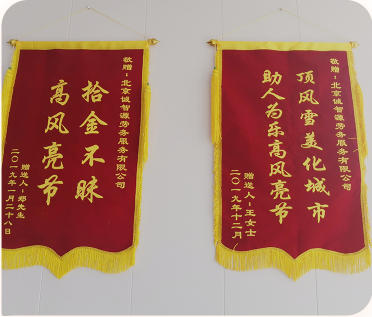 敬赠：北京诚智源劳务服务有限公司
拾金不昧
高风亮节
赠送人：郑先生
二〇一九年一月二十八日
敬赠：北京诚智源劳务服务有限公司
顶风雪美化城市
助人为乐高风亮节
赠送人：王女士
二〇一九年十二月